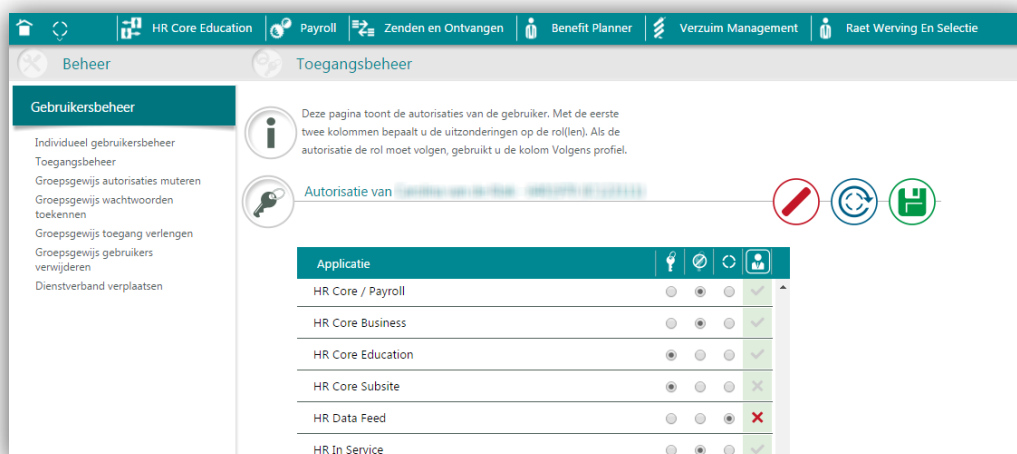 HR Core Education Payroll Zenden en Ontvangen Benefit Planner Verzuim Management Raet Werving En Selectie
Beheer Toegangsbeheer
Gebruikersbeheer
Individueel gebruikersbeheer
Toegangsbeheer
Groepsgewijs autorisaties muteren
Groepsgewijs wachtwoorden
toekennen
Groepsgewijs toegang verlengen
Groepsgewijs gebruikers
verwijderen
Dienstverband verplaatsen
Deze pagina toont de autorisaties van de gebruiker. Met de eerste
twee kolommen bepaalt u de uitzonderingen op de rol(len). Als de
autorisatie de rol moet volgen, gebruikt u de kolom Volgens profiel.
Autorisatie van
Applicatie
HR Core / Payroll
HR Core Business
HR Core Education
HR Core Subsite
HR Data Feed
HR In Service